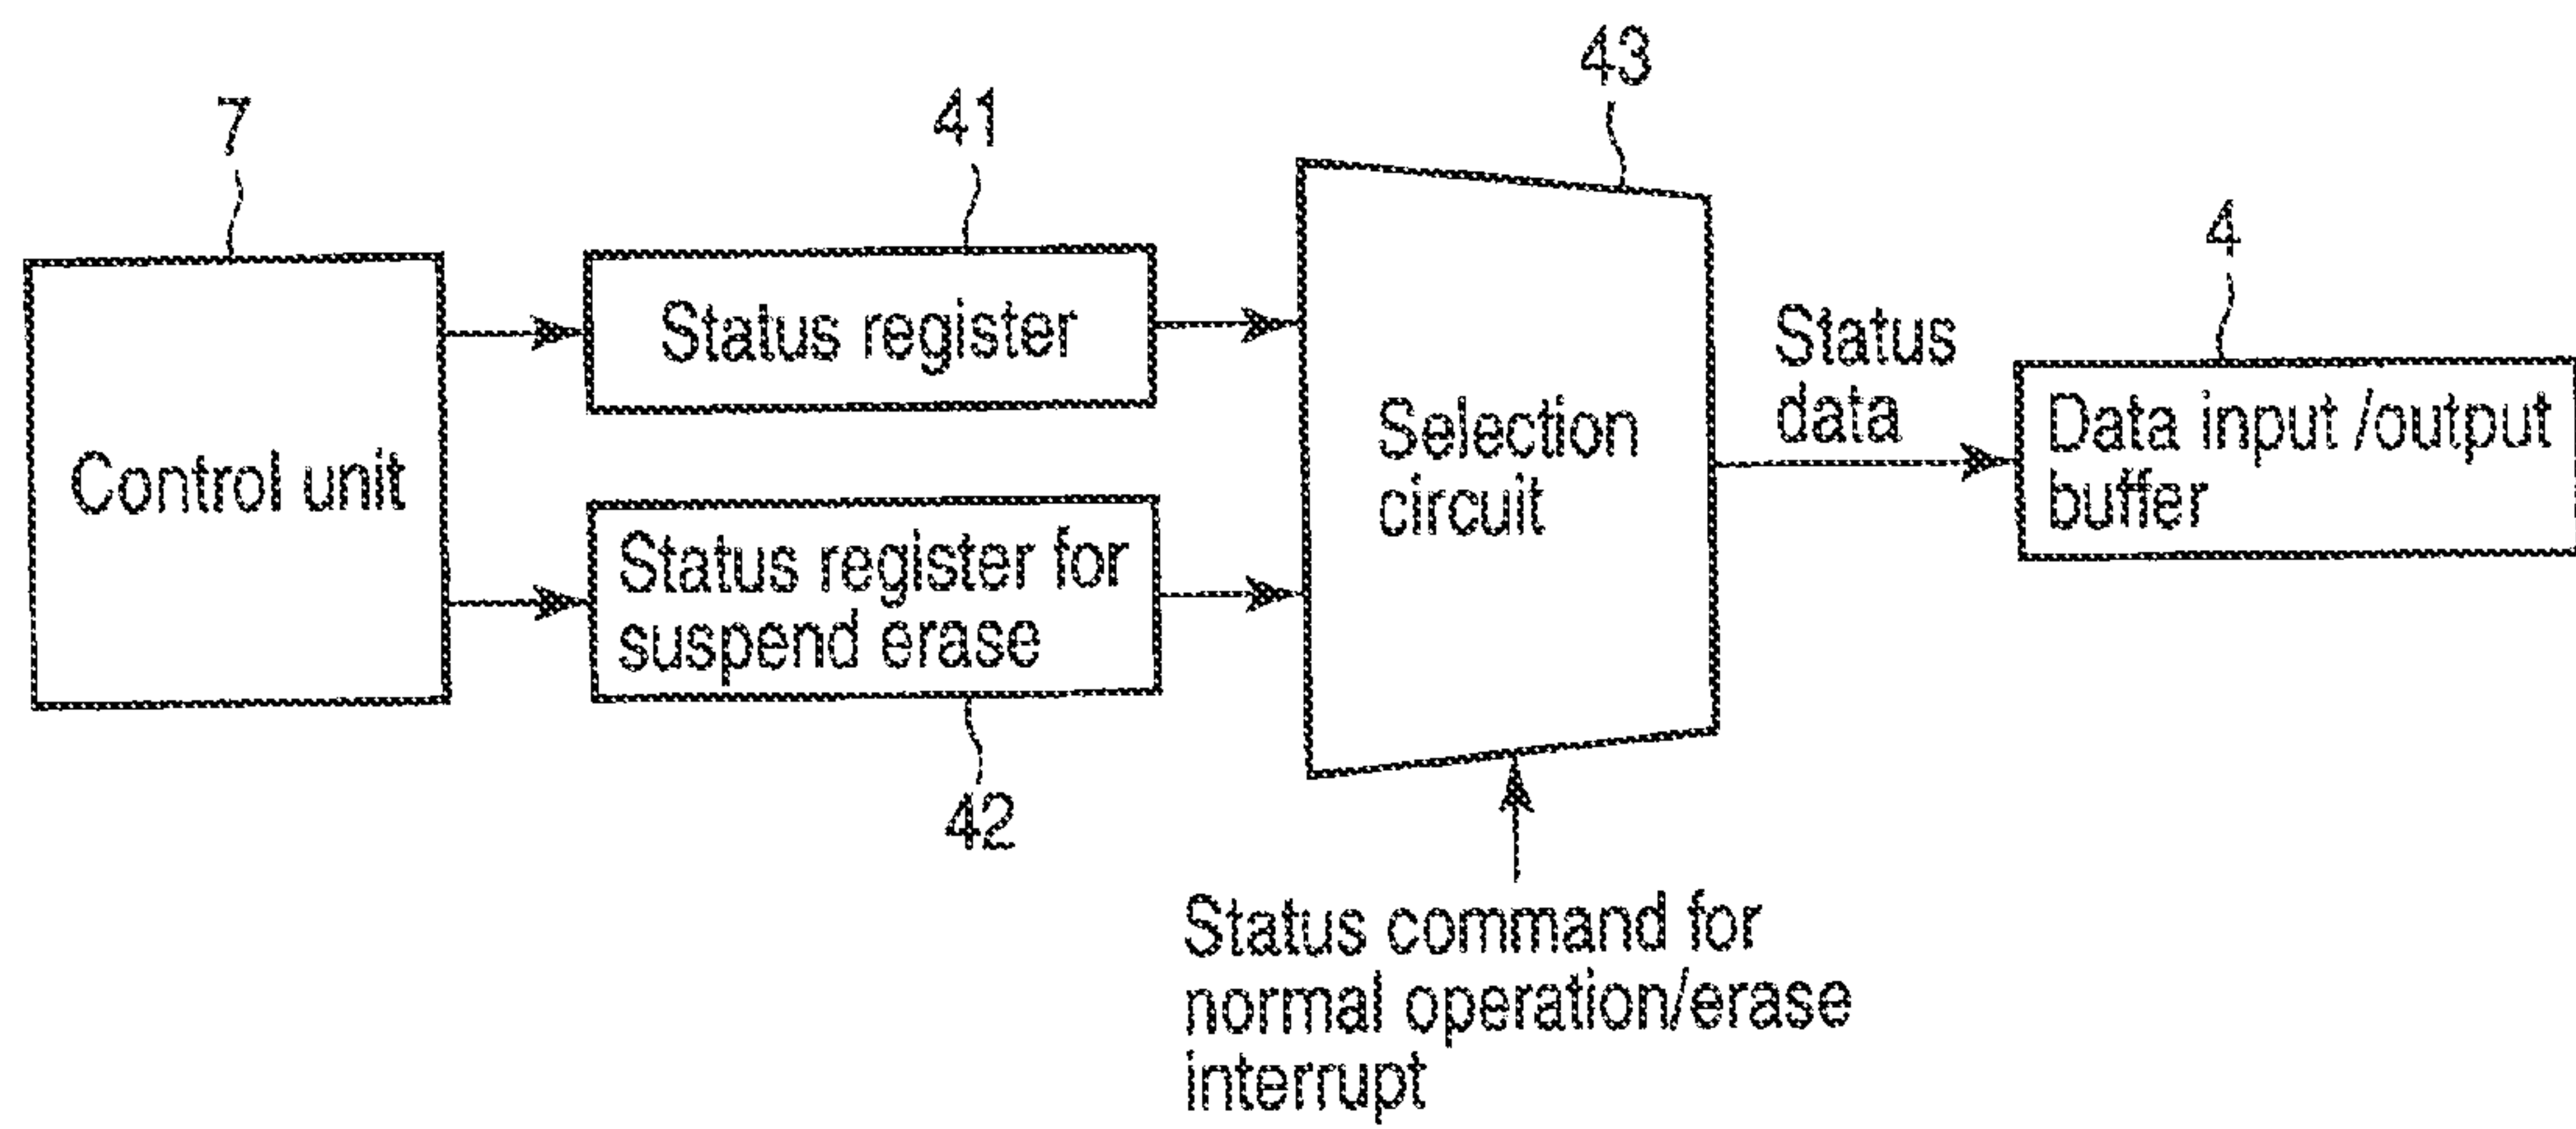 43
7
41
4
Status register
Control unit
Status register for
suspend erase
42
Selection
circuit
Status
data
Data input /output
buffer
Status command for
normal operation/erase
interrupt